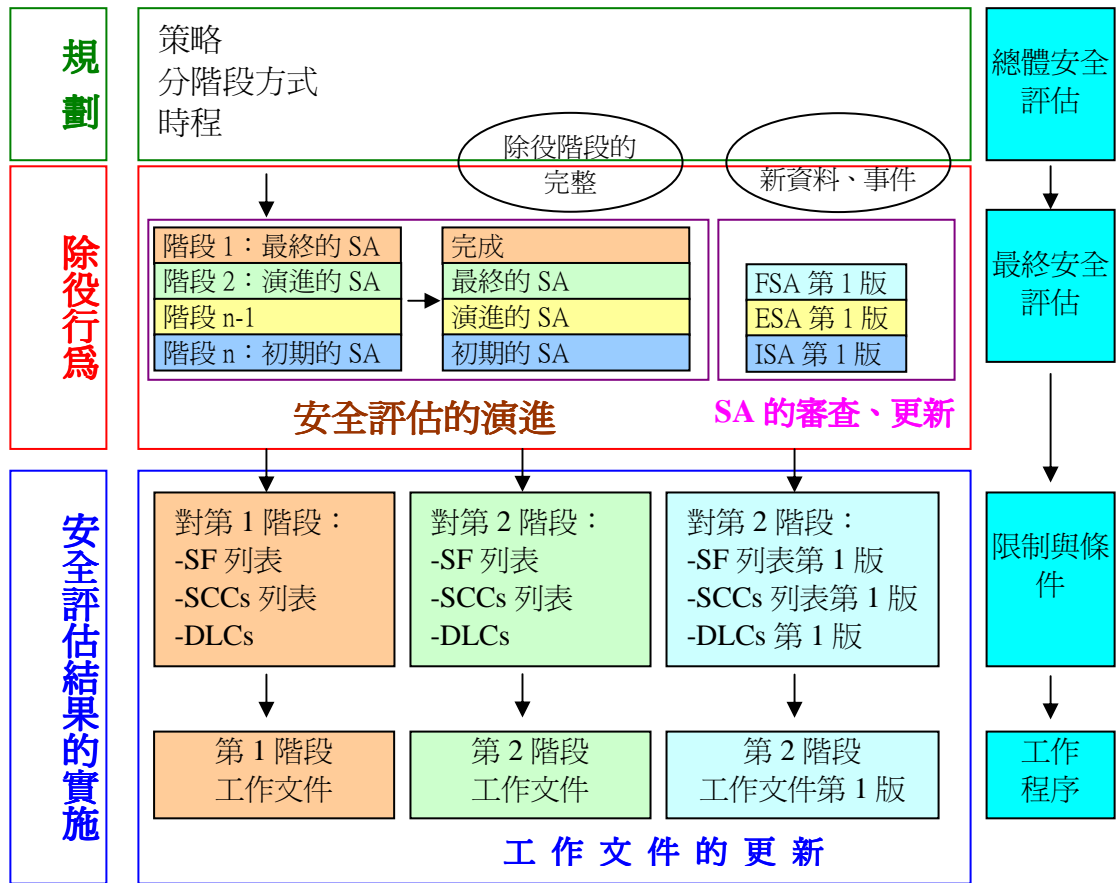 規
劃
策略
分階段方式
時程
除役階段的
完整
新資料、事件
總體安全
評估
除役行為
階段 1：最終的 SA
階段 2：演進的 SA
階段 n-1
階段 n：初期的 SA
完成
最終的 SA
演進的 SA
初期的 SA
FSA 第 1 版
ESA 第 1 版
ISA 第 1 版
安全評估的演進
SA 的審查、更新
最終安全
評估
安全評估結果的實施
對第 1 階段：
-SF 列表
-SCCs 列表
-DLCs
對第 2 階段：
-SF 列表
-SCCs 列表
-DLCs
對第 2 階段：
-SF 列表第 1 版
-SCCs 列表第 1 版
-DLCs 第 1 版
限制與條
件
第 1 階段
工作文件
第 2 階段
工作文件
第 2 階段
工作文件第 1 版
工作
程序
工 作 文 件 的 更 新